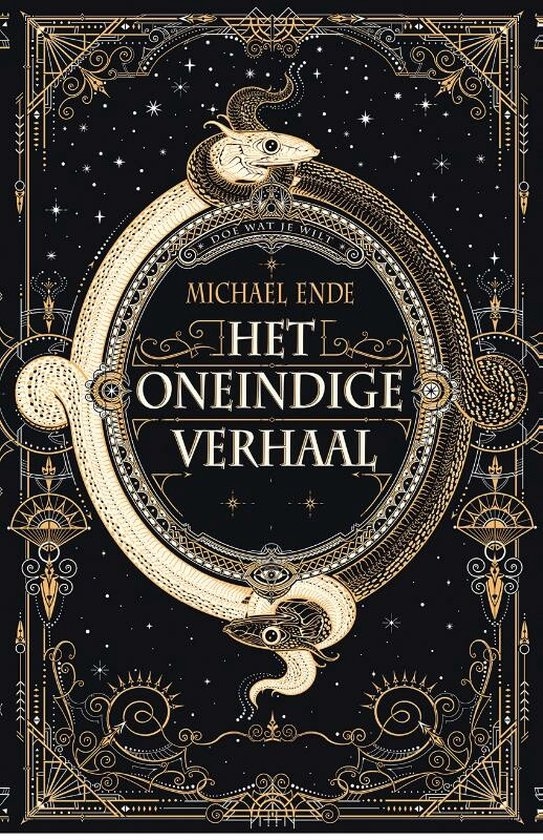 DOE WAT JE WILT
MICHAEL ENDE
HET
ONEINDIGE
VERHAAL